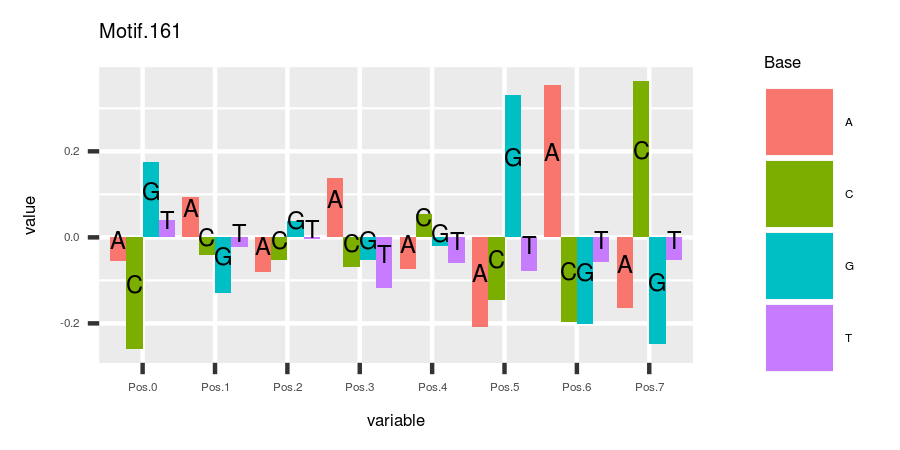 Motif.161
value
0.2
0.0
-0.2
A C G T A C G T A C G T A C G T A C G T A C G T A C G T A C G T
Pos.0 Pos.1 Pos.2 Pos.3 Pos.4 Pos.5 Pos.6 Pos.7
variable
Base
A
C
G
T